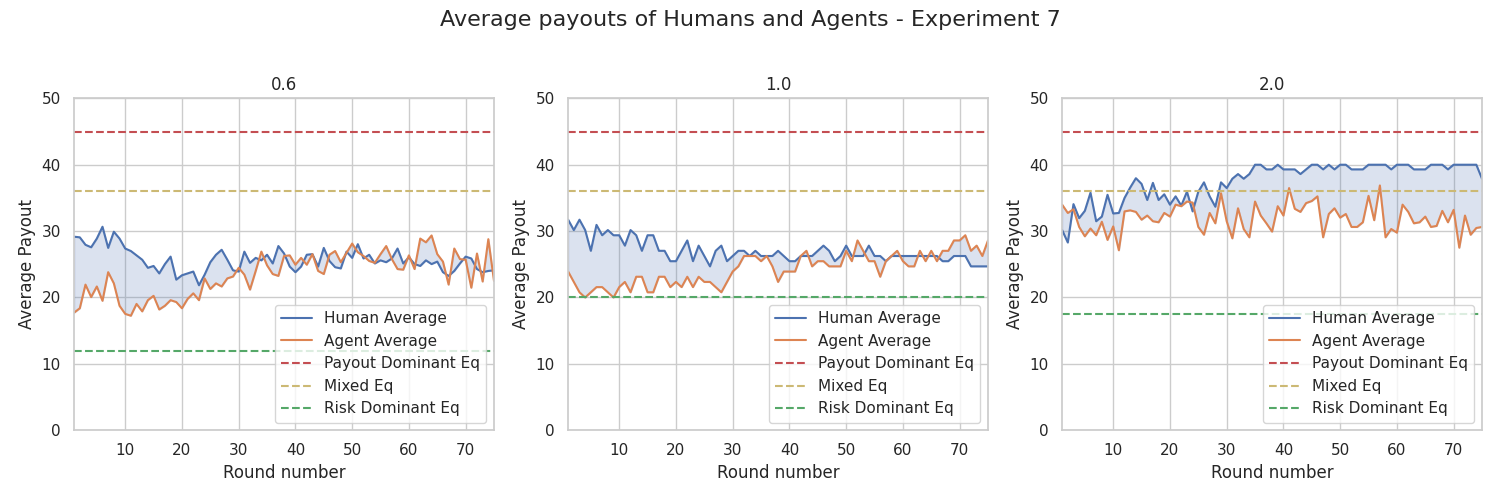 Average payouts of Humans and Agents - Experiment 7
0.6
50
40
30
20
10
0
Average Payout
10 20 30 40 50 60 70
Round number
Human Average
Agent Average
Payout Dominant Eq
Mixed Eq
Risk Dominant Eq
1.0
50
40
30
20
10
0
Average Payout
10 20 30 40 50 60 70
Round number
Human Average
Agent Average
Payout Dominant Eq
Mixed Eq
Risk Dominant Eq
2.0
50
40
30
20
10
0
Average Payout
10 20 30 40 50 60 70
Round number
Human Average
Agent Average
Payout Dominant Eq
Mixed Eq
Risk Dominant Eq